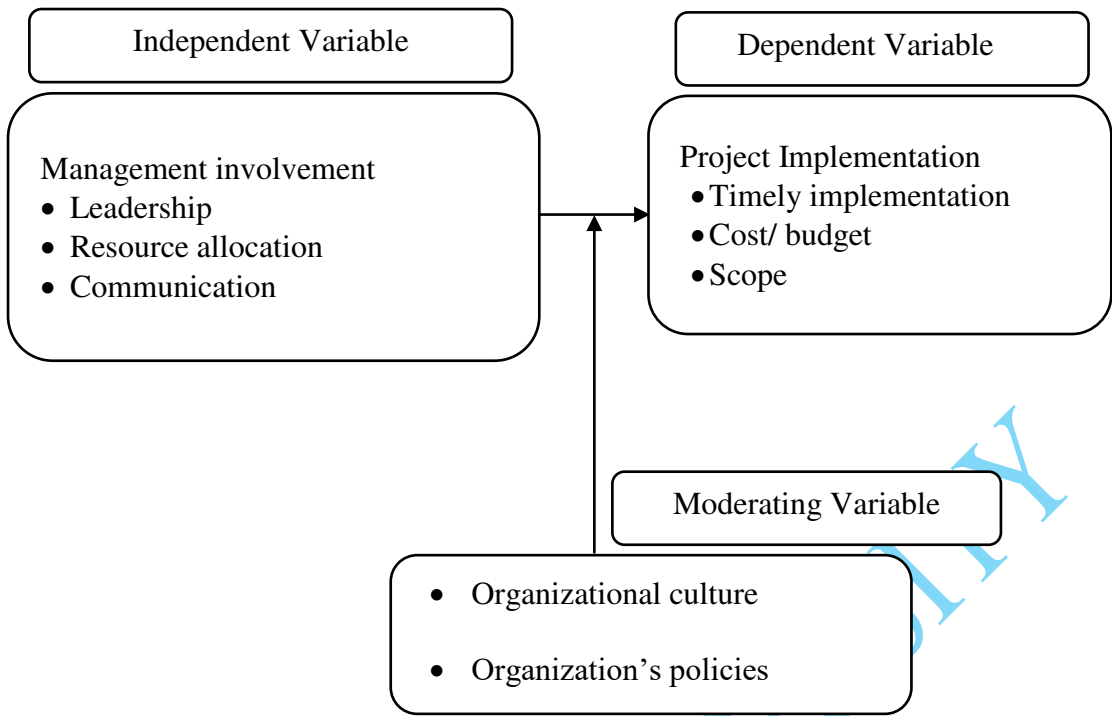 Independent Variable
Dependent Variable
Management involvement
• Leadership
• Resource allocation
• Communication
Project Implementation
• Timely implementation
• Cost/ budget
• Scope
Moderating Variable
• Organizational culture
• Organization’s policies